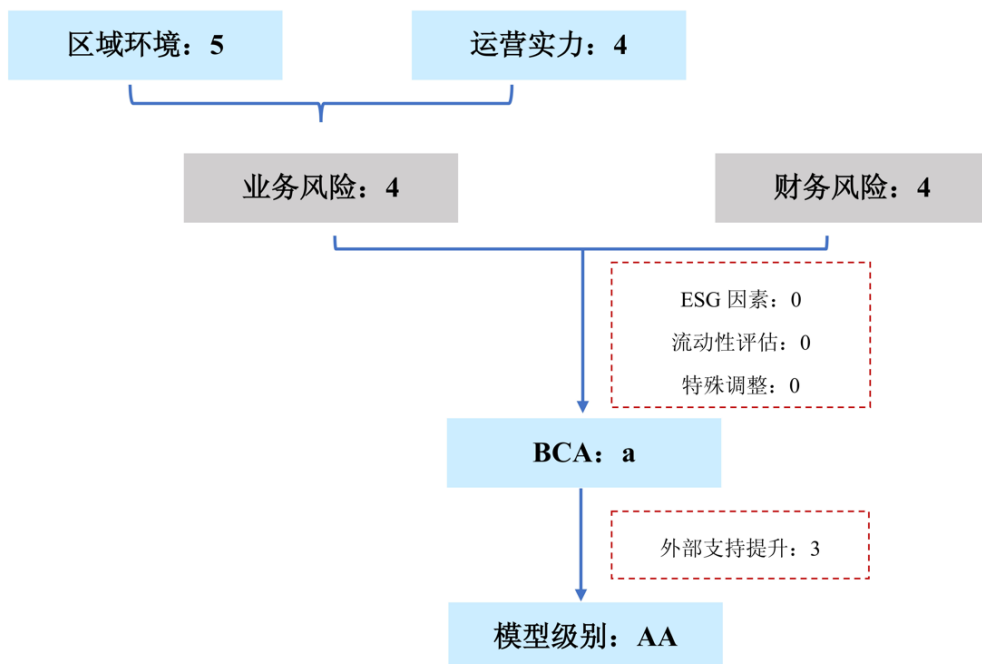 区域环境：5
运营实力：4
业务风险：4
财务风险：4
ESG 因素：0
流动性评估：0
特殊调整：0
BCA：a
外部支持提升：3
模型级别：AA